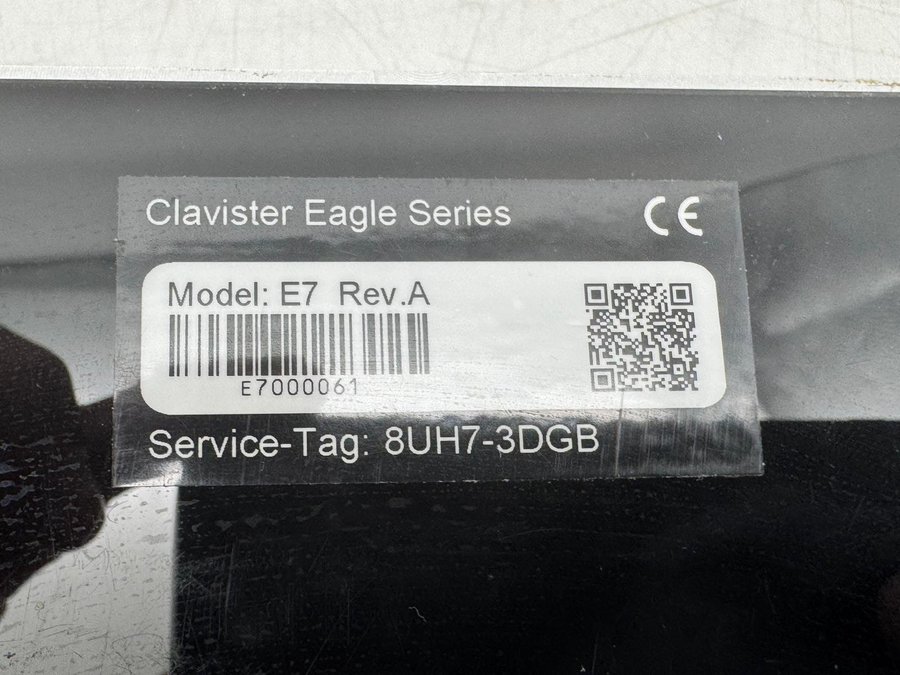 Clavister Eagle Series
CE
Model: E7 Rev.A
E7000061
Service-Tag: 8UH7-3DGB